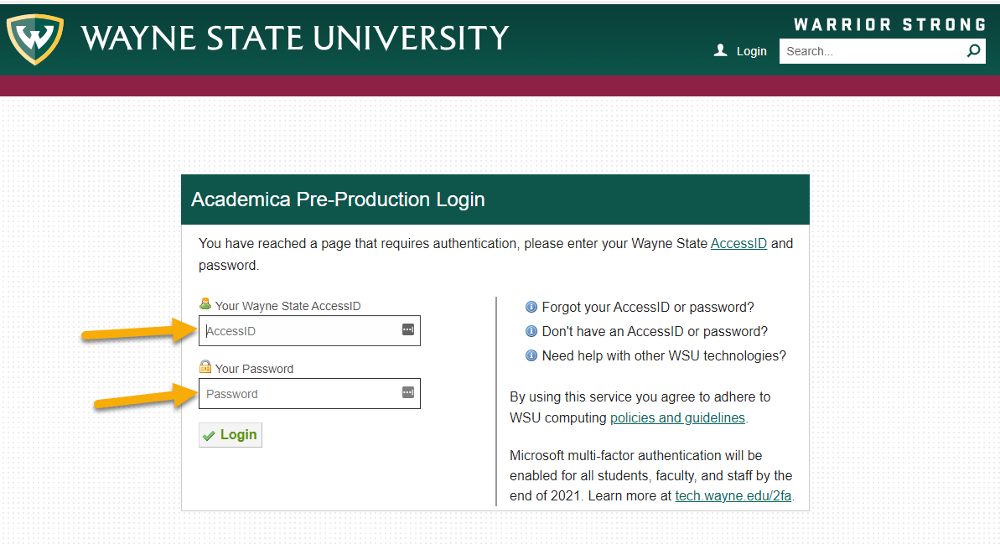 WAYNE STATE UNIVERSITY
WARRIOR STRONG
Login
Search...
Academica Pre-Production Login
You have reached a page that requires authentication, please enter your Wayne State AccessID and
password.
Your Wayne State AccessID
AccessID
Your Password
Password
Login
Forgot your AccessID or password?
Don't have an AccessID or password?
Need help with other WSU technologies?
By using this service you agree to adhere to
WSU computing policies and guidelines.
Microsoft multi-factor authentication will be
enabled for all students, faculty, and staff by the
end of 2021. Learn more at tech.wayne.edu/2fa.